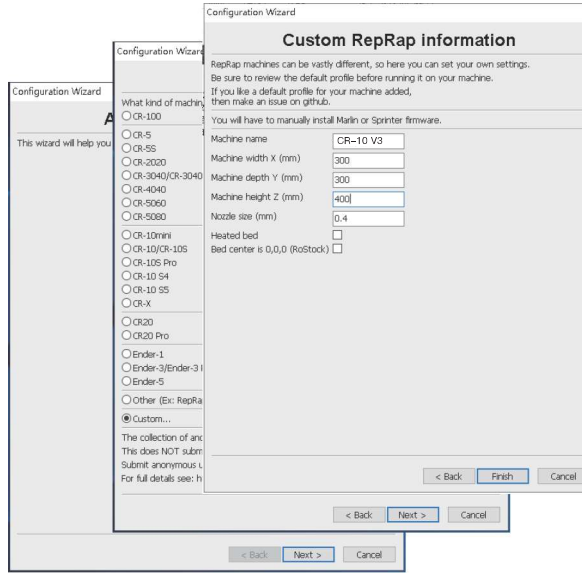 Configuration Wizard
Custom RepRap information
RepRap machines can be vastly different, so here you can set your own settings.
Be sure to review the default profile before running it on your machine.
If you like a default profile for your machine added,
then make an issue on github.
You will have to manually install Marlin or Sprinter firmware.
Machine name CR-10 V3
Machine width X (mm) 300
Machine depth Y (mm) 300
Machine height Z (mm) 400
Nozzle size (mm) 0.4
Heated bed
Bed center is 0,0,0 (RoStock)
< Back Finish Cancel
Configuration Wizard
What kind of machin
CR-100
CR-5
CR-5S
CR-2020
CR-3040/CR-3040
CR-4040
CR-5060
CR-5080
CR-10mini
CR-10/CR-10S
CR-10S Pro
CR-10 S4
CR-10 S5
CR-X
CR20
CR20 Pro
Ender-1
Ender-3/Ender-3
Ender-5
Other (Ex: RepRa
Custom...
The collection of
This does NOT subm
Submit anonymous
For full details see: h
< Back Next > Cancel
Configuration Wizard
This wizard will help you
< Back Next > Cancel